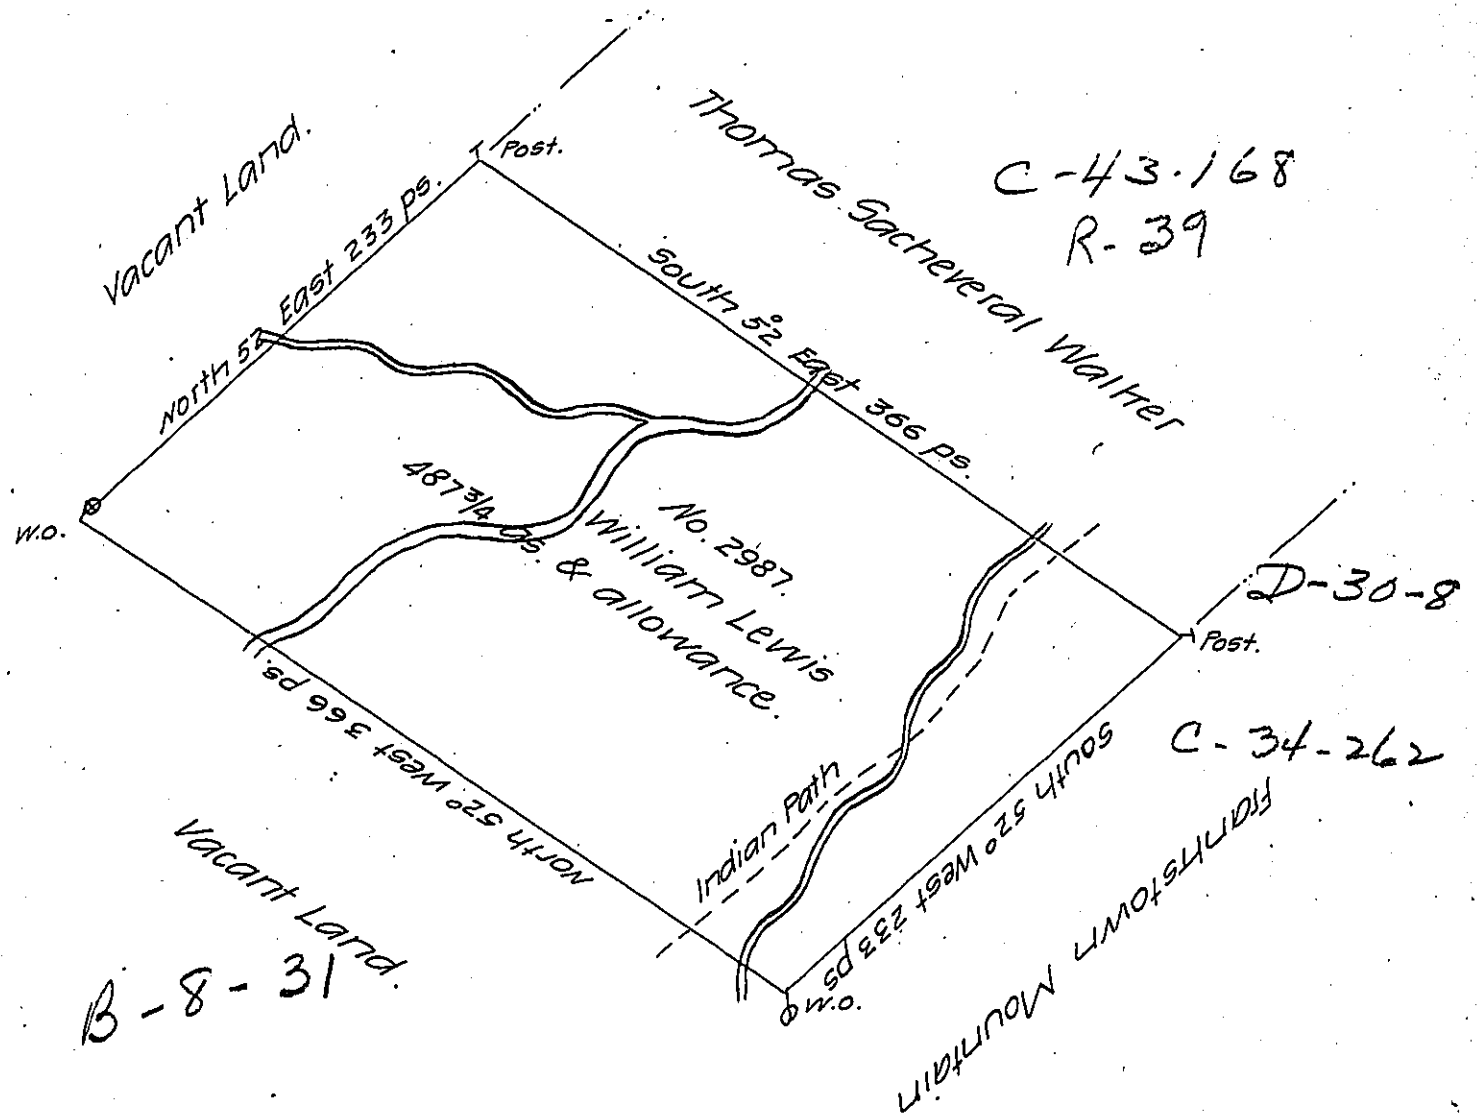 Vacant Land.
Post.
Thomas Sacheveral Walker
C-43.168
R-39
North 52 East 233 ps.
South 52° East 366 ps.
W.O.
No. 2987.
William Lewis
487 3/4 as. & allowance.
D-30-8
Post.
C-34-262
North 52° West 366 ps.
Indian Path
South 52° West 233 ps
Frankstown Mountain
Vacant Land.
B-8-31
W.O.